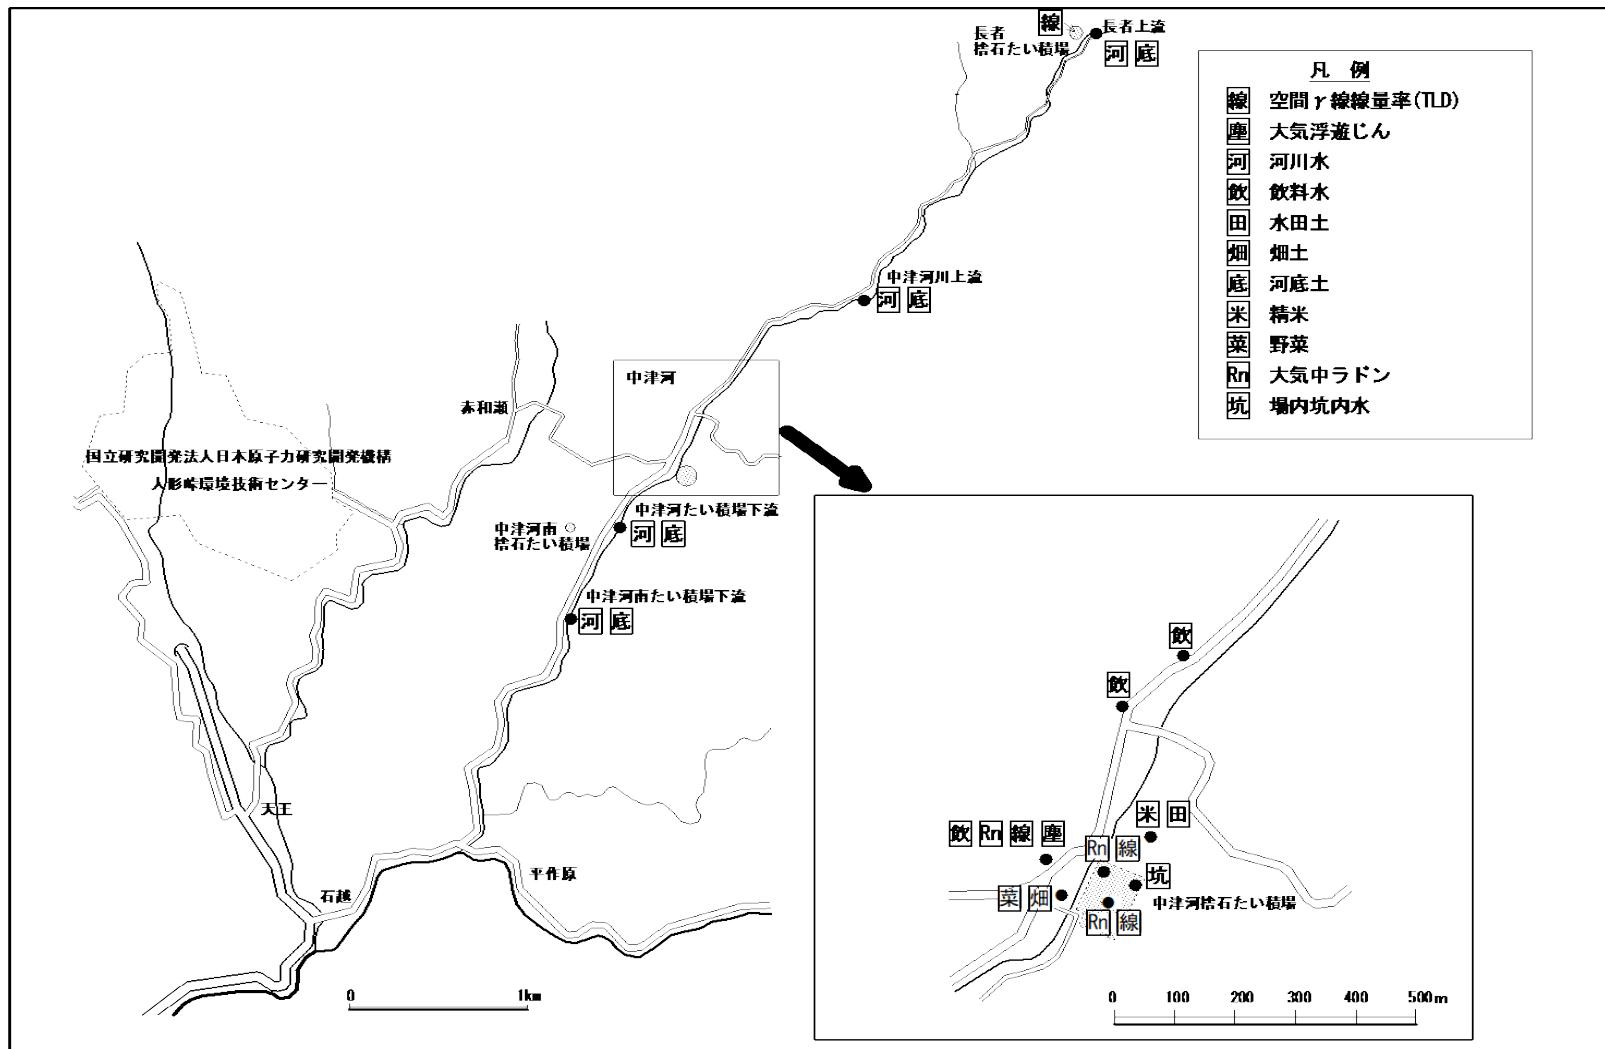 線
長者
捨石たい積場
長者上流
河 底
凡 例
線 空間γ線線量率(TLD)
塵 大気浮遊じん
河 河川水
飲 飲料水
田 水田土
畑 畑土
底 河底土
米 精米
菜 野菜
Rn 大気中ラドン
坑 場内坑内水
中津河川上流
河 底
中津河
赤和瀬
国立研究開発法人日本原子力研究開発機構
人形峠環境技術センター
中津河たい積場下流
河 底
中津河南
捨石たい積場
中津河南たい積場下流
河 底
天王
石越
平作原
0 1km
飲
飲
米 田
飲 Rn 線 塵
Rn 線
坑
菜 畑
中津河捨石たい積場
Rn 線
0 100 200 300 400 500m